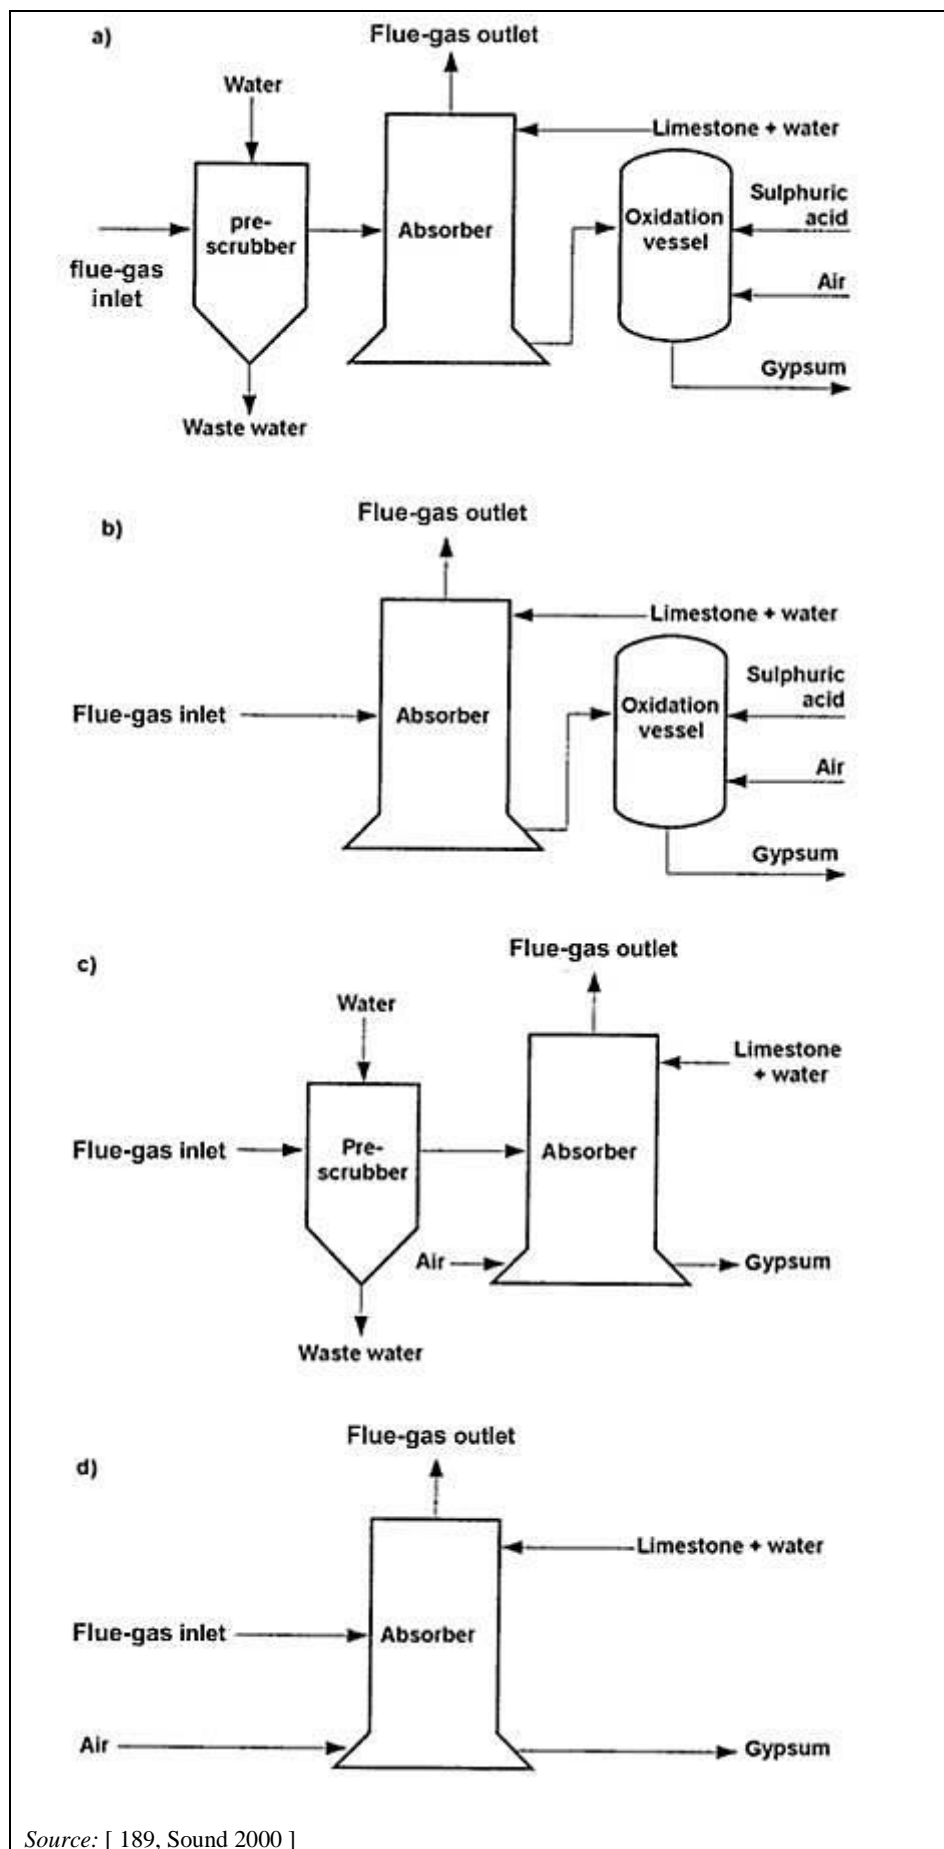 a)
Flue-gas outlet
Water
Limestone + water
pre-
scrubber
Absorber
Oxidation
vessel
Sulphuric
acid
flue-gas
inlet
Air
Gypsum
Waste water
b)
Flue-gas outlet
Limestone + water
Flue-gas inlet
Absorber
Oxidation
vessel
Sulphuric
acid
Air
Gypsum
c)
Flue-gas outlet
Water
Limestone
+ water
Flue-gas inlet
Pre-
scrubber
Absorber
Air
Gypsum
Waste water
d)
Flue-gas outlet
Limestone + water
Flue-gas inlet
Absorber
Air
Gypsum
Source: [ 189, Sound 2000 ]